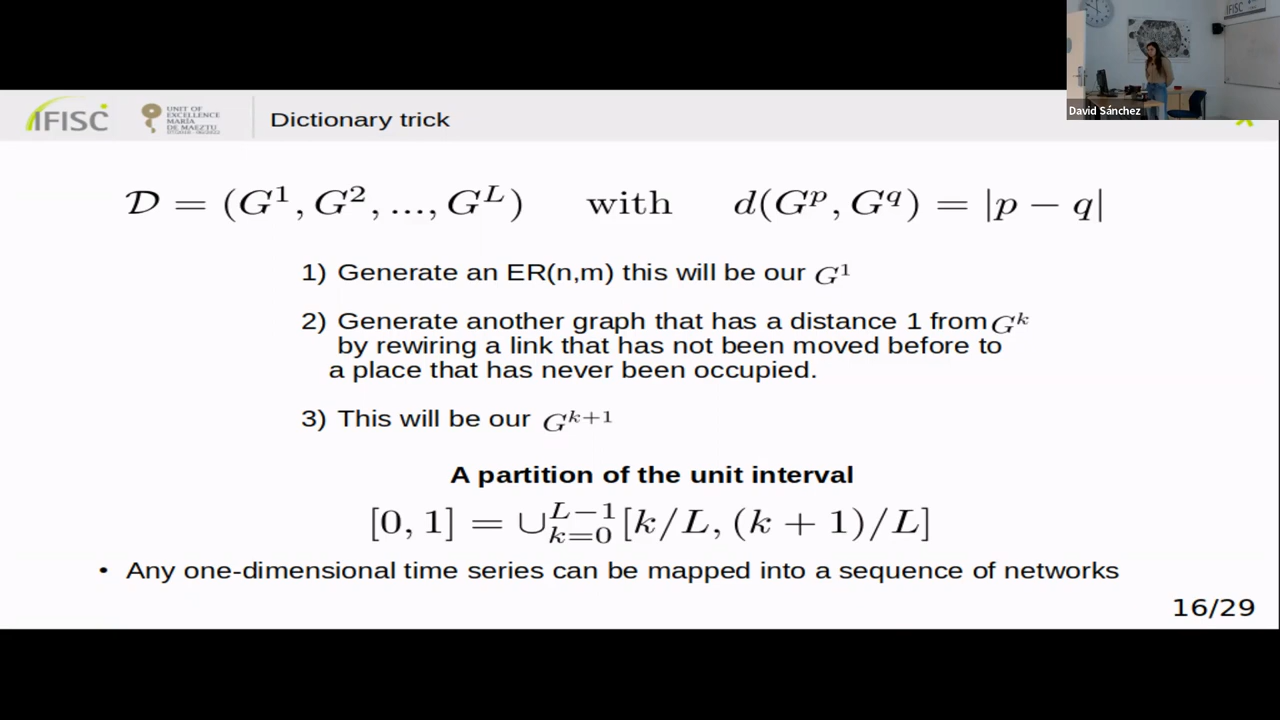 IFISC
David Sánchez
IFISC
UNIT OF
EXCELLENCE
MARÍA
DE MAEZTU
Dictionary trick
𝒟 = (G¹, G², ..., G^L) with d(G^p, G^q) = |p − q|
1) Generate an ER(n,m) this will be our G¹
2) Generate another graph that has a distance 1 from G^k
by rewiring a link that has not been moved before to
a place that has never been occupied.
3) This will be our G^{k+1}
A partition of the unit interval
[0, 1] = ∪_{k=0}^{L−1} [k/L, (k + 1)/L]
• Any one-dimensional time series can be mapped into a sequence of networks
16/29